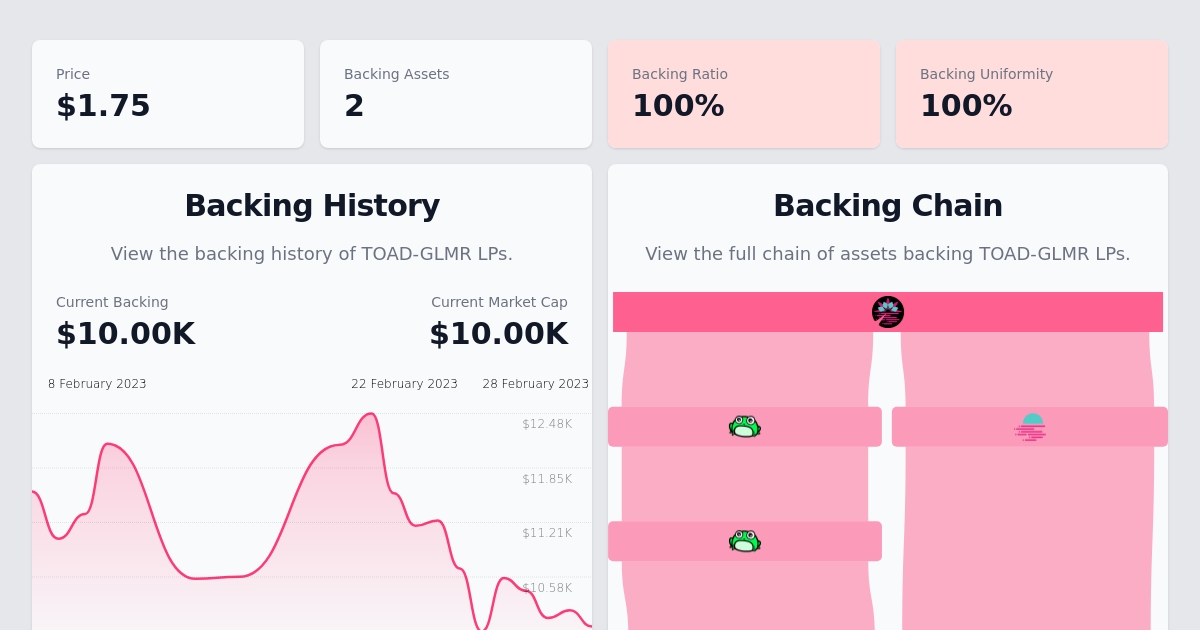 Price
$1.75
Backing Assets
2
Backing Ratio
100%
Backing Uniformity
100%
Backing History
View the backing history of TOAD-GLMR LPs.
Current Backing
$10.00K
Current Market Cap
$10.00K
8 February 2023
22 February 2023
28 February 2023
$12.48K
$11.85K
$11.21K
$10.58K
Backing Chain
View the full chain of assets backing TOAD-GLMR LPs.